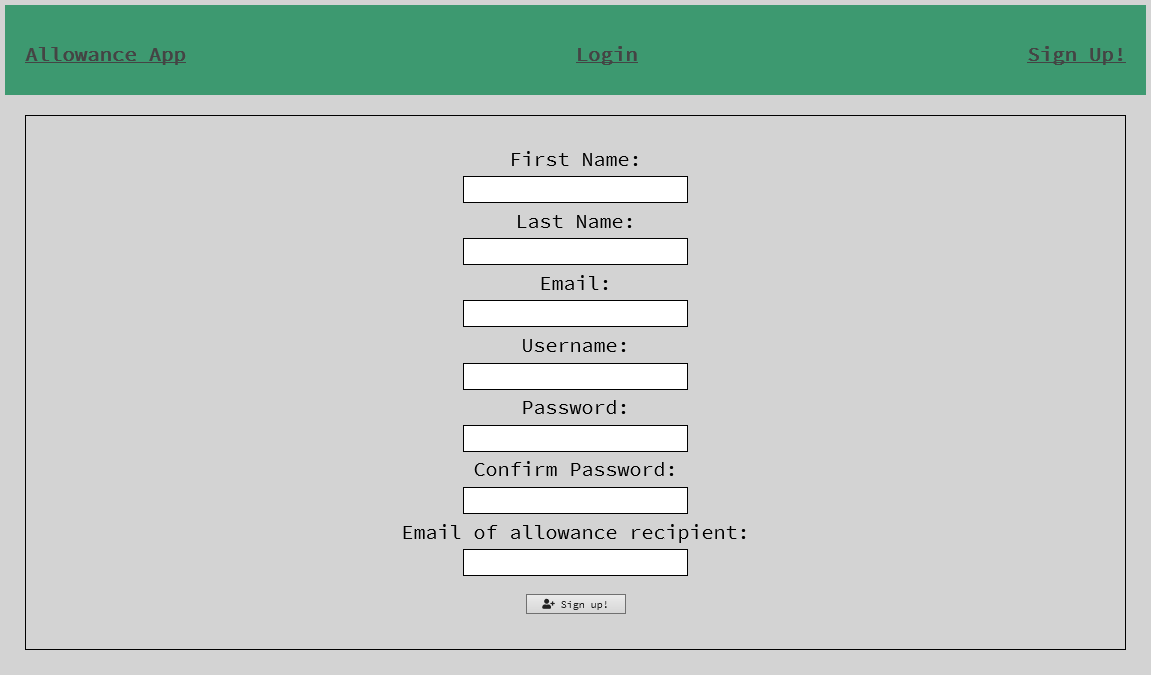 Allowance App Login Sign Up!
First Name:
Last Name:
Email:
Username:
Password:
Confirm Password:
Email of allowance recipient:
Sign up!